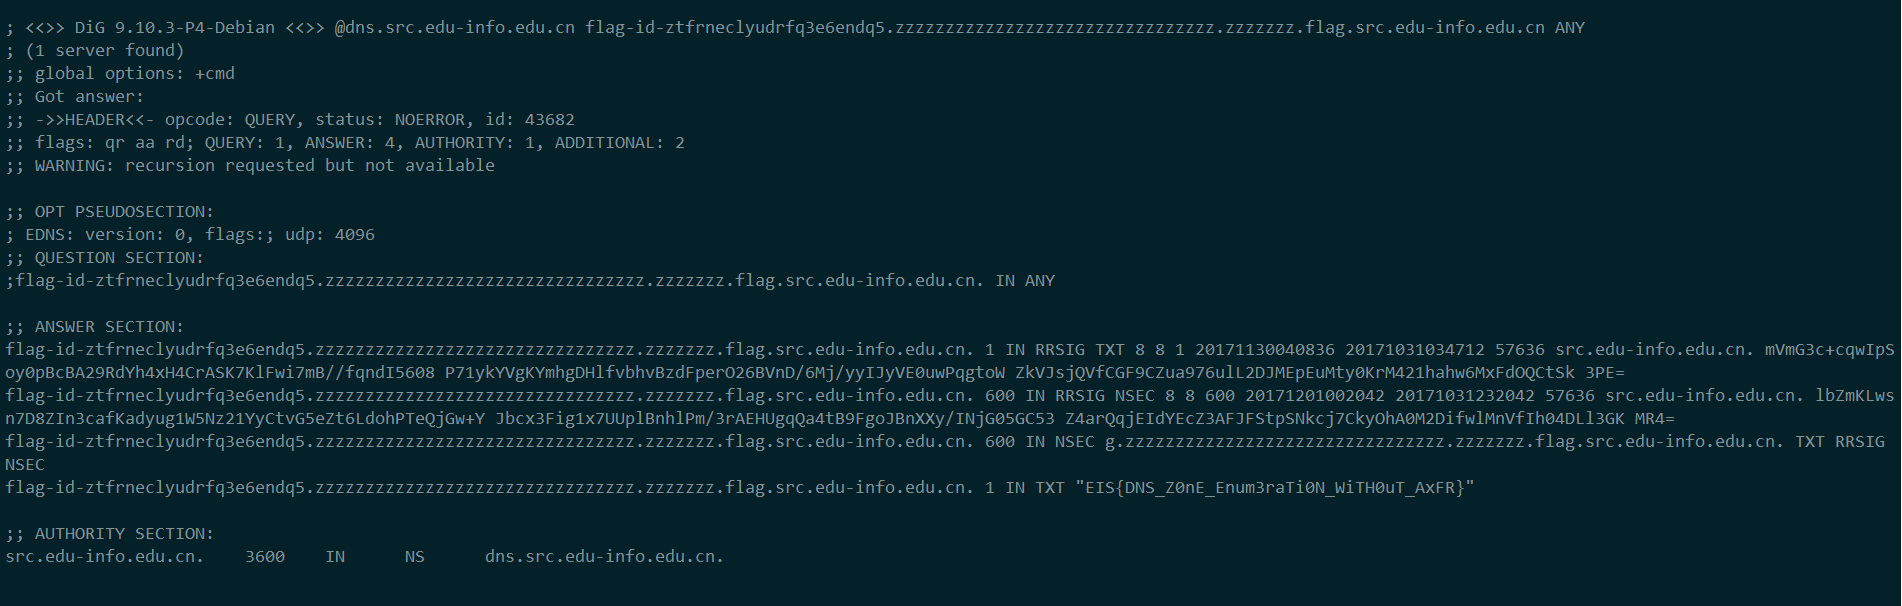 ; <<>> DiG 9.10.3-P4-Debian <<>> @dns.src.edu-info.edu.cn flag-id-ztfrneclyudrfq3e6endq5.zzzzzzzzzzzzzzzzzzzzzzzzzzzzzzzz.zzzzzzz.flag.src.edu-info.edu.cn ANY
; (1 server found)
;; global options: +cmd
;; Got answer:
;; ->>HEADER<<- opcode: QUERY, status: NOERROR, id: 43682
;; flags: qr aa rd; QUERY: 1, ANSWER: 4, AUTHORITY: 1, ADDITIONAL: 2
;; WARNING: recursion requested but not available
;; OPT PSEUDOSECTION:
; EDNS: version: 0, flags:; udp: 4096
;; QUESTION SECTION:
;flag-id-ztfrneclyudrfq3e6endq5.zzzzzzzzzzzzzzzzzzzzzzzzzzzzzzzz.zzzzzzz.flag.src.edu-info.edu.cn. IN ANY
;; ANSWER SECTION:
flag-id-ztfrneclyudrfq3e6endq5.zzzzzzzzzzzzzzzzzzzzzzzzzzzzzzzz.zzzzzzz.flag.src.edu-info.edu.cn. 1 IN RRSIG TXT 8 8 1 20171130040836 20171031034712 57636 src.edu-info.edu.cn. mVmG3c+cqwIpS
oy0pBcBA29RdYh4xH4CrASK7KlFwi7mB//fqndI5608 P71ykYVgKYmhgDHlfvbhvBzdFperO26BVnD/6Mj/yyIJyVE0uwPqgtoW ZkVJsjQVfCGF9CZua976ulL2DJMEpEuMty0KrM421hahw6MxFdOQCtSk 3PE=
flag-id-ztfrneclyudrfq3e6endq5.zzzzzzzzzzzzzzzzzzzzzzzzzzzzzzzz.zzzzzzz.flag.src.edu-info.edu.cn. 600 IN RRSIG NSEC 8 8 600 20171201002042 20171031232042 57636 src.edu-info.edu.cn. lbZmKLws
n7D8ZIn3cafKadyug1W5Nz21YyCtvG5eZt6LdohPTeQjGw+Y Jbcx3Fig1x7UUplBnhlPm/3rAEHUgqQa4tB9FgoJBnXXy/INjG05GC53 Z4arQqjEIdYEcZ3AFJFStpSNkcj7CkyOhA0M2DifwlMnVfIh04DLl3GK MR4=
flag-id-ztfrneclyudrfq3e6endq5.zzzzzzzzzzzzzzzzzzzzzzzzzzzzzzzz.zzzzzzz.flag.src.edu-info.edu.cn. 600 IN NSEC g.zzzzzzzzzzzzzzzzzzzzzzzzzzzzzzzz.zzzzzzz.flag.src.edu-info.edu.cn. TXT RRSIG
NSEC
flag-id-ztfrneclyudrfq3e6endq5.zzzzzzzzzzzzzzzzzzzzzzzzzzzzzzzz.zzzzzzz.flag.src.edu-info.edu.cn. 1 IN TXT "EIS{DNS_Z0nE_Enum3raTi0N_WiTH0uT_AxFR}"
;; AUTHORITY SECTION:
src.edu-info.edu.cn. 3600 IN NS dns.src.edu-info.edu.cn.